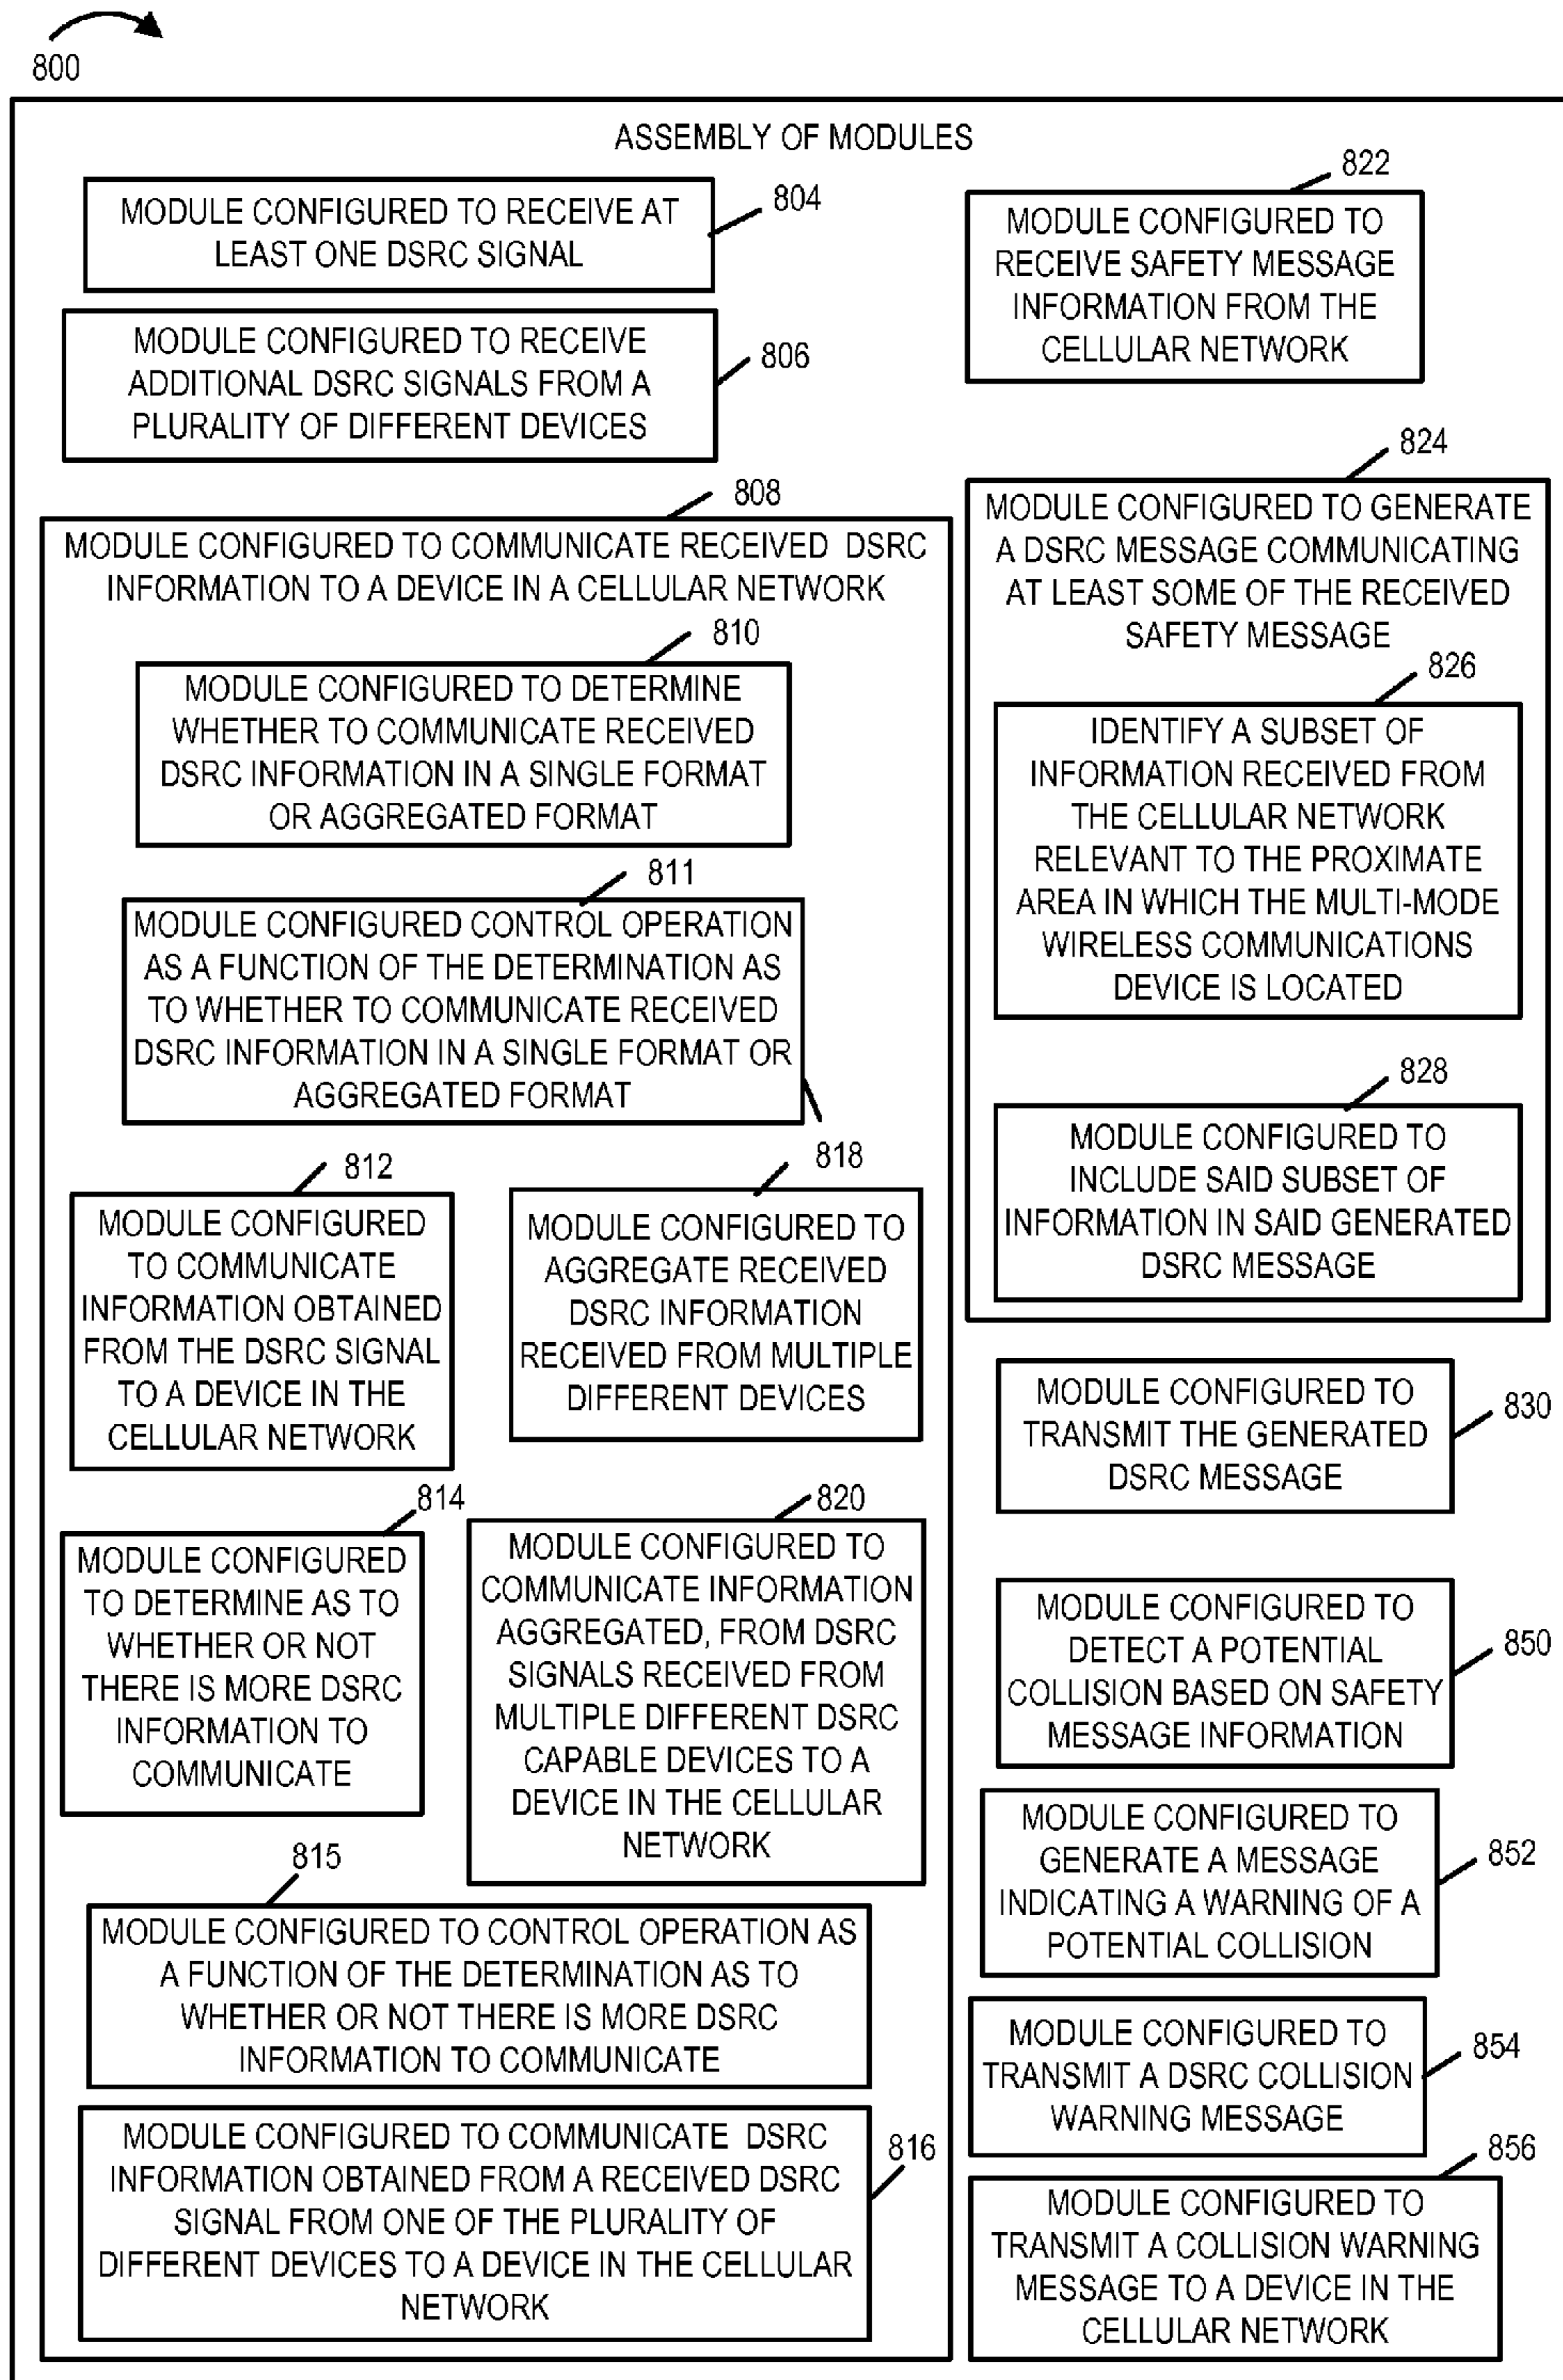 800
ASSEMBLY OF MODULES
MODULE CONFIGURED TO RECEIVE AT
LEAST ONE DSRC SIGNAL
804
MODULE CONFIGURED TO RECEIVE
ADDITIONAL DSRC SIGNALS FROM A
PLURALITY OF DIFFERENT DEVICES
806
808
MODULE CONFIGURED TO COMMUNICATE RECEIVED DSRC
INFORMATION TO A DEVICE IN A CELLULAR NETWORK
810
MODULE CONFIGURED TO DETERMINE
WHETHER TO COMMUNICATE RECEIVED
DSRC INFORMATION IN A SINGLE FORMAT
OR AGGREGATED FORMAT
811
MODULE CONFIGURED CONTROL OPERATION
AS A FUNCTION OF THE DETERMINATION AS
TO WHETHER TO COMMUNICATE RECEIVED
DSRC INFORMATION IN A SINGLE FORMAT OR
AGGREGATED FORMAT
812
MODULE CONFIGURED
TO COMMUNICATE
INFORMATION OBTAINED
FROM THE DSRC SIGNAL
TO A DEVICE IN THE
CELLULAR NETWORK
818
MODULE CONFIGURED TO
AGGREGATE RECEIVED
DSRC INFORMATION
RECEIVED FROM MULTIPLE
DIFFERENT DEVICES
814
MODULE CONFIGURED
TO DETERMINE AS TO
WHETHER OR NOT
THERE IS MORE DSRC
INFORMATION TO
COMMUNICATE
820
MODULE CONFIGURED TO
COMMUNICATE INFORMATION
AGGREGATED, FROM DSRC
SIGNALS RECEIVED FROM
MULTIPLE DIFFERENT DSRC
CAPABLE DEVICES TO A
DEVICE IN THE CELLULAR
NETWORK
815
MODULE CONFIGURED TO CONTROL OPERATION AS
A FUNCTION OF THE DETERMINATION AS TO
WHETHER OR NOT THERE IS MORE DSRC
INFORMATION TO COMMUNICATE
MODULE CONFIGURED TO COMMUNICATE DSRC
INFORMATION OBTAINED FROM A RECEIVED DSRC
SIGNAL FROM ONE OF THE PLURALITY OF
DIFFERENT DEVICES TO A DEVICE IN THE CELLULAR
NETWORK
816
822
MODULE CONFIGURED TO
RECEIVE SAFETY MESSAGE
INFORMATION FROM THE
CELLULAR NETWORK
824
MODULE CONFIGURED TO GENERATE
A DSRC MESSAGE COMMUNICATING
AT LEAST SOME OF THE RECEIVED
SAFETY MESSAGE
826
IDENTIFY A SUBSET OF
INFORMATION RECEIVED FROM
THE CELLULAR NETWORK
RELEVANT TO THE PROXIMATE
AREA IN WHICH THE MULTI-MODE
WIRELESS COMMUNICATIONS
DEVICE IS LOCATED
828
MODULE CONFIGURED TO
INCLUDE SAID SUBSET OF
INFORMATION IN SAID GENERATED
DSRC MESSAGE
MODULE CONFIGURED TO
TRANSMIT THE GENERATED
DSRC MESSAGE
830
MODULE CONFIGURED TO
DETECT A POTENTIAL
COLLISION BASED ON SAFETY
MESSAGE INFORMATION
850
MODULE CONFIGURED TO
GENERATE A MESSAGE
INDICATING A WARNING OF A
POTENTIAL COLLISION
852
MODULE CONFIGURED TO
TRANSMIT A DSRC COLLISION
WARNING MESSAGE
854
856
MODULE CONFIGURED TO
TRANSMIT A COLLISION WARNING
MESSAGE TO A DEVICE IN THE
CELLULAR NETWORK